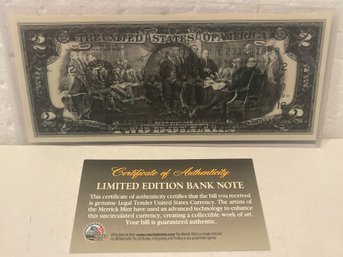 THE UNITED STATES OF AMERICA
2 2
TWO DOLLARS
Certificate of Authenticity
LIMITED EDITION BANK NOTE
This certificate of authenticity certifies that the bill you received
is genuine Legal Tender United States Currency. The artists of
the Merrick Mint have used an advanced technology to enhance
this uncirculated currency, creating a collectible work of art.
Your bill is guaranteed authentic.